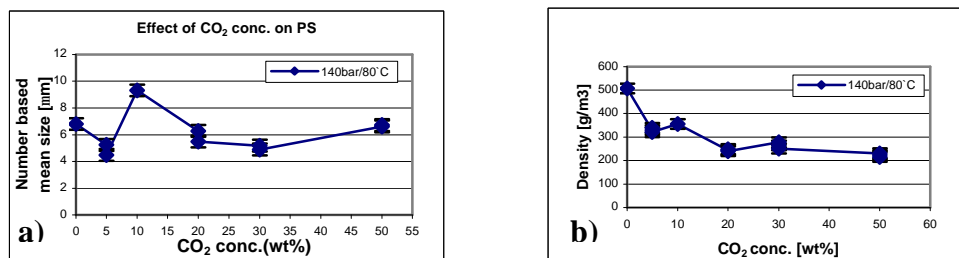 Effect of CO₂ conc. on PS
Number based
mean size [mm]
12
10
8
6
4
2
0
140bar/80`C
0 5 10 15 20 25 30 35 40 45 50 55
CO₂ conc.(wt%)
a)
Density [g/m3]
600
500
400
300
200
100
0
140bar/80`C
0 10 20 30 40 50 60
CO₂ conc. [wt%]
b)